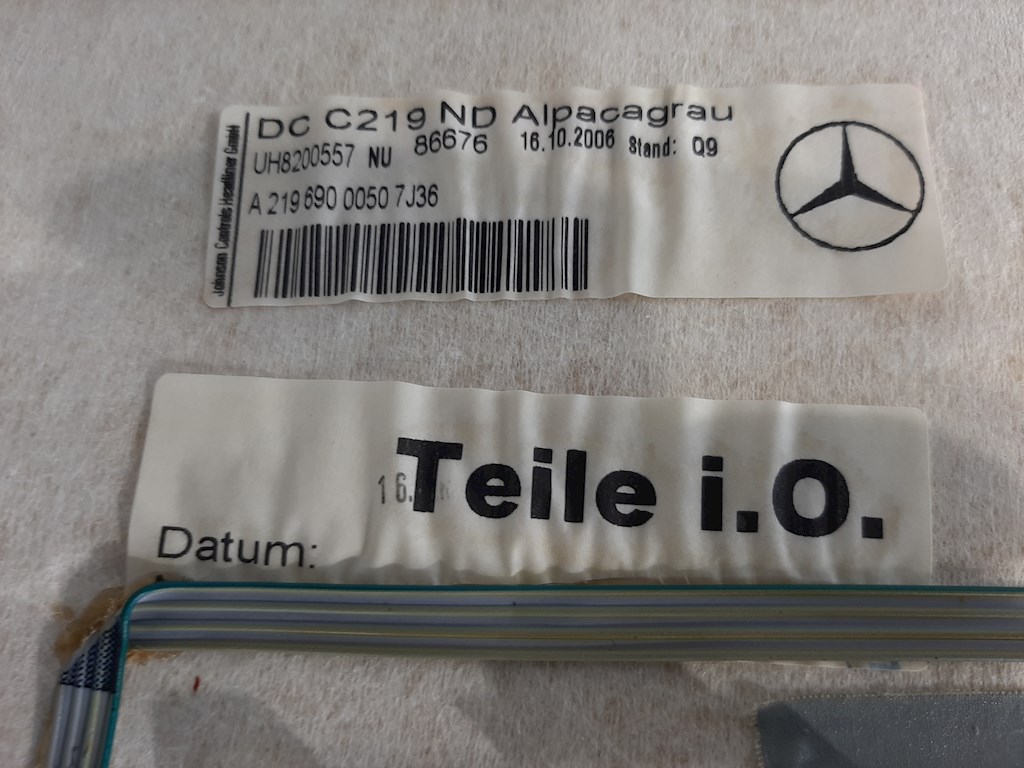 Johnson Controls Headliner GmbH
DC C219 ND Alpacagrau
UH8200557 NU 86676 16.10.2006 Stand: Q9
A 219 690 0050 7J36
16.
Teile i.O.
Datum: